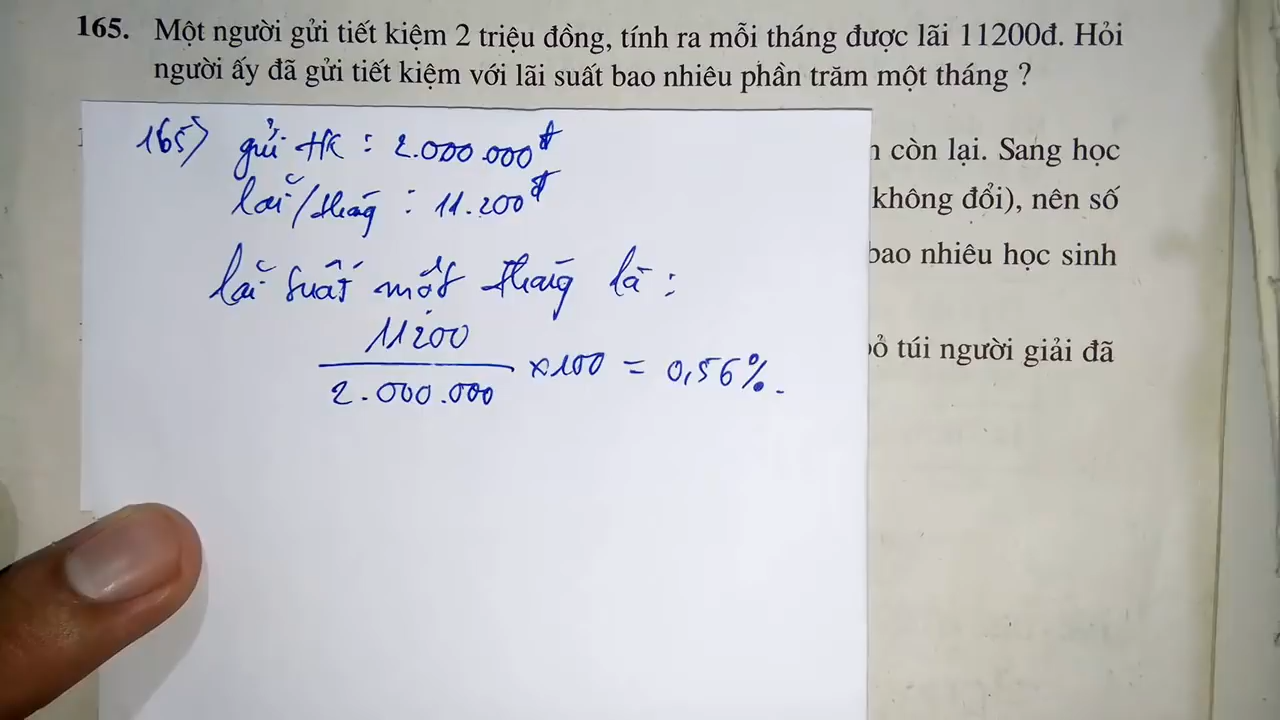 165. Một người gửi tiết kiệm 2 triệu đồng, tính ra mỗi tháng được lãi 11200đ. Hỏi
người ấy đã gửi tiết kiệm với lãi suất bao nhiêu phần trăm một tháng ?
165) gửi tk : 2.000.000đ
còn lại. Sang học
lãi/tháng : 11.200đ
không đổi), nên số
bao nhiêu học sinh
lãi suất một tháng là :
11200
túi người giải đã
x100 = 0,56%.
2.000.000